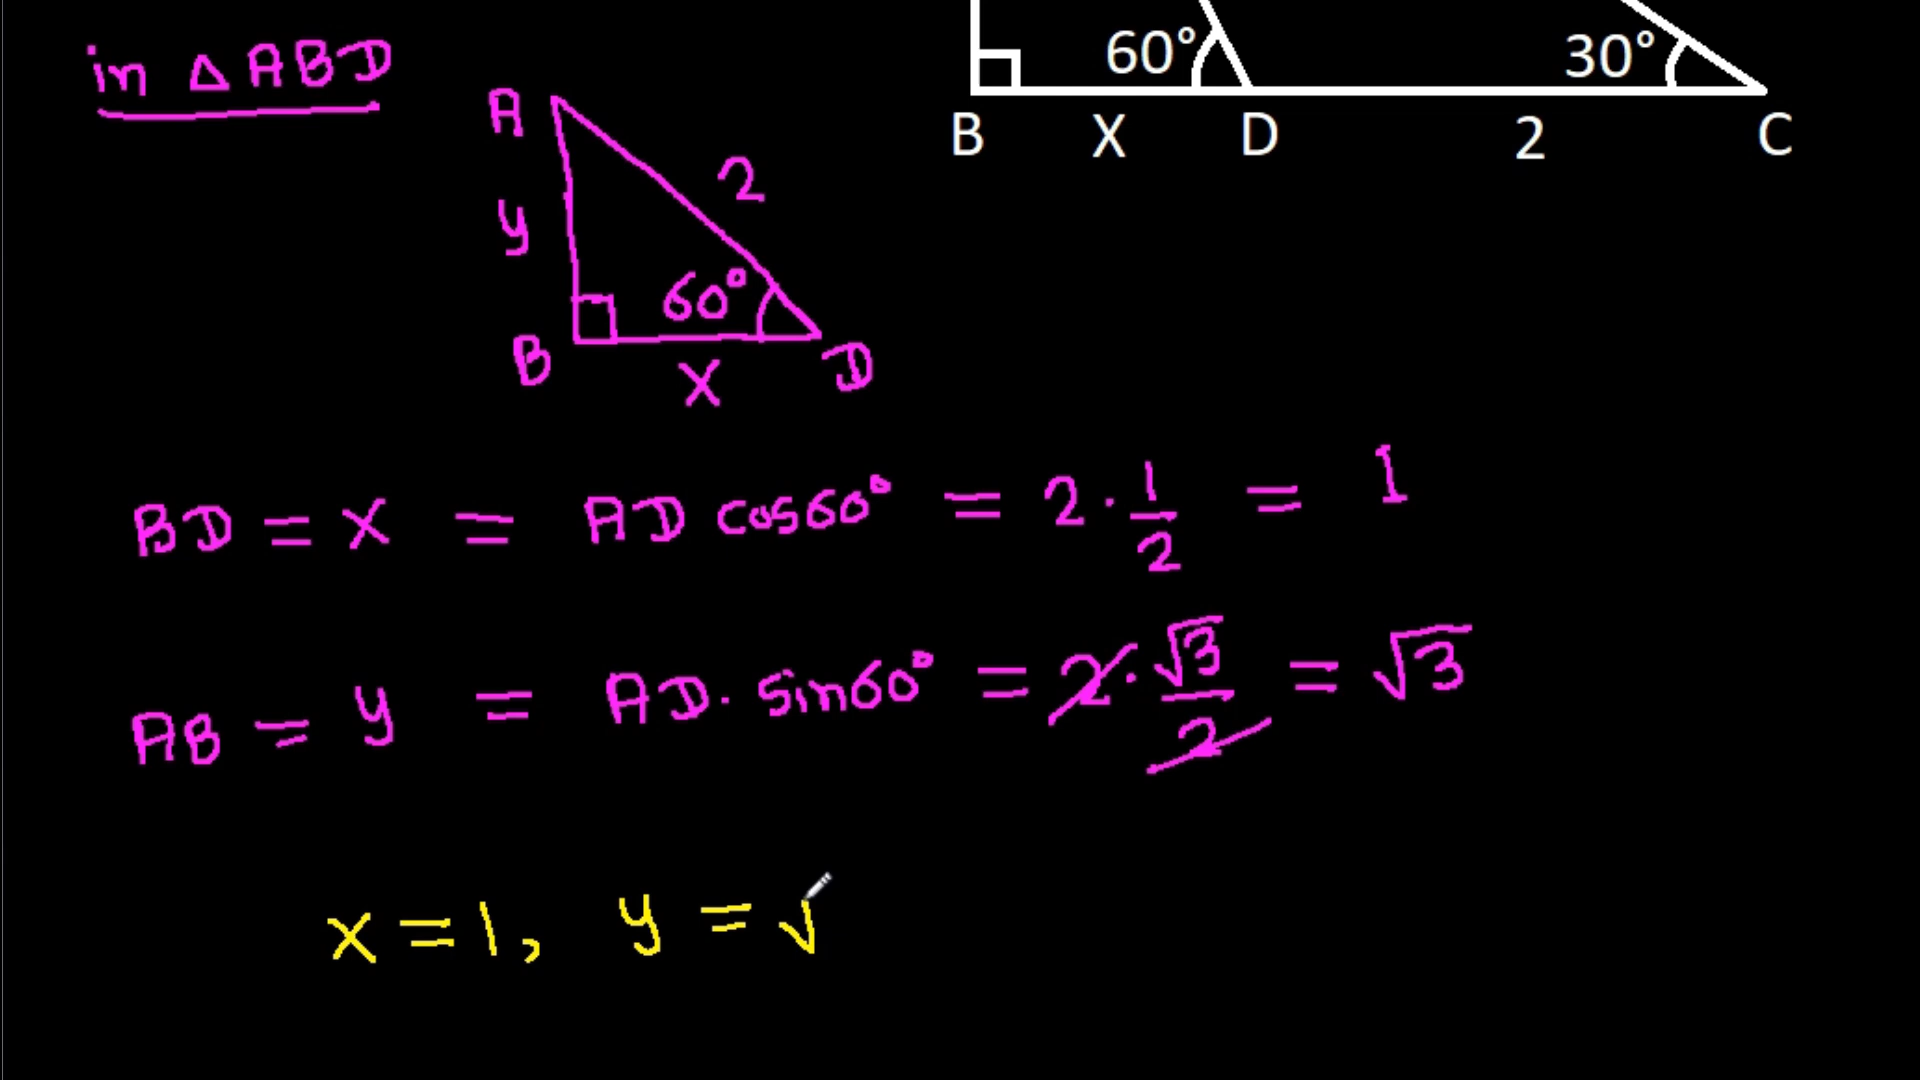 in △ ABD
60° 30°
B X D 2 C
A
2
y
60°
B
X
D
BD = x = AD cos60° = 2 · 1/2 = 1
AB = y = AD · sin60° = 2 · √3/2 = √3
x = 1, y = √